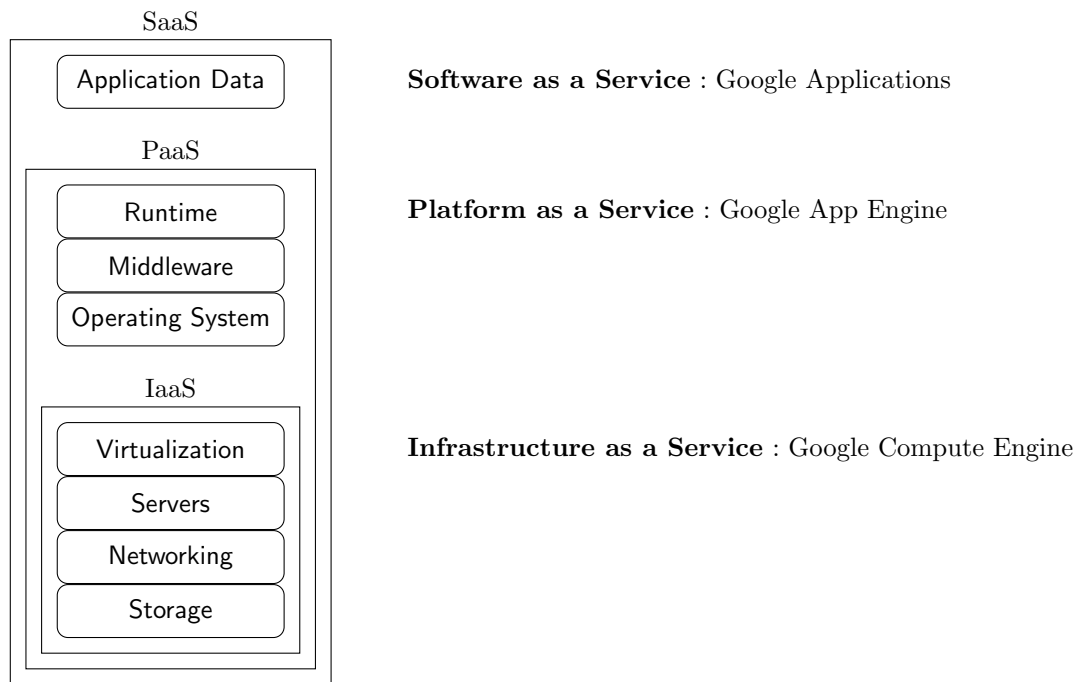 SaaS
Application Data
Software as a Service : Google Applications
PaaS
Runtime
Platform as a Service : Google App Engine
Middleware
Operating System
IaaS
Virtualization
Infrastructure as a Service : Google Compute Engine
Servers
Networking
Storage